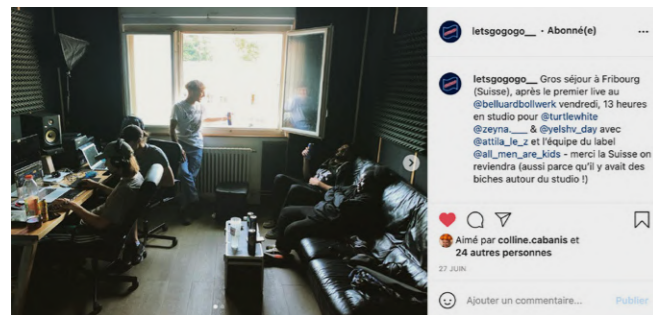 letsgogogo__ • Abonné(e)
letsgogogo__ Gros séjour à Fribourg
(Suisse), après le premier live au
@belluardbollwerk vendredi, 13 heures
en studio pour @turtlewhite
@zeyna.___ & @yelshv_day avec
@attila_le_z et l'équipe du label
@all_men_are_kids - merci la Suisse on
reviendra (aussi parce qu'il y avait des
biches autour du studio !)
Aimé par colline.cabanis et
24 autres personnes
27 JUIN
Ajouter un commentaire... Publier